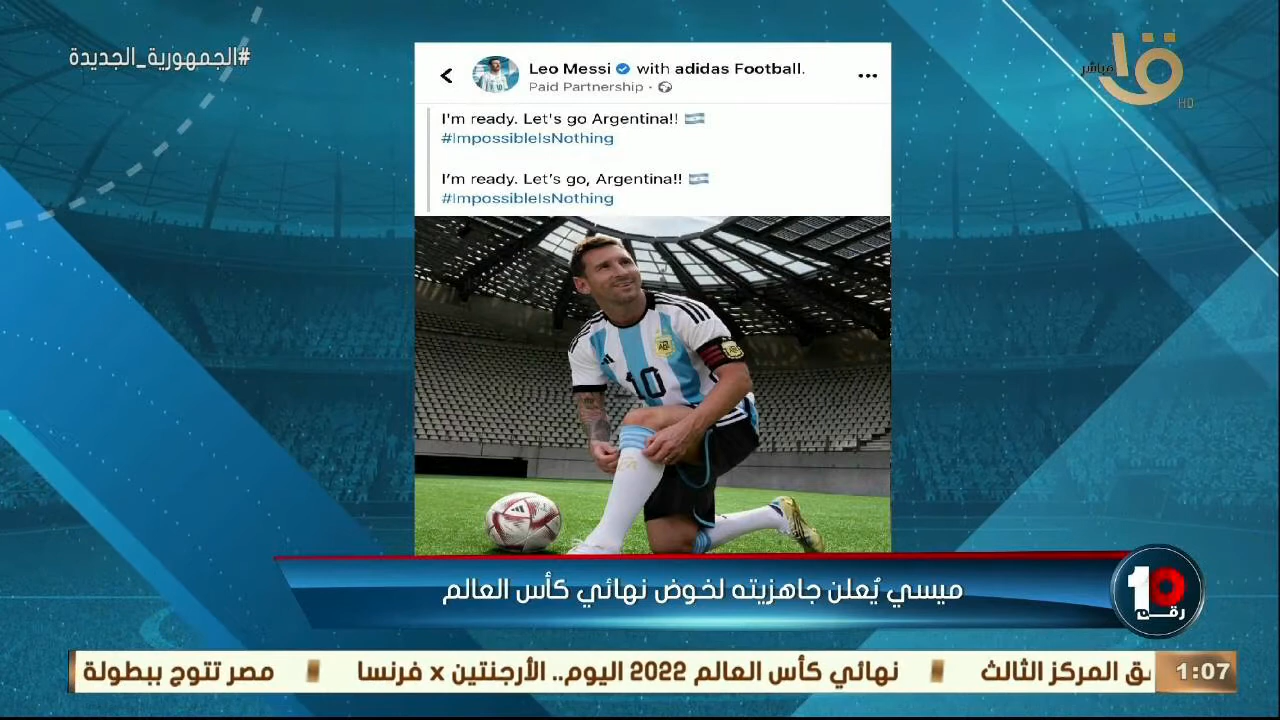 #الجمهورية_الجديدة
مباشر
HD
Leo Messi with adidas Football.
Paid Partnership
I'm ready. Let's go Argentina!!
#ImpossibleIsNothing
I'm ready. Let's go, Argentina!!
#ImpossibleIsNothing
10
ميسي يُعلن جاهزيته لخوض نهائي كأس العالم
رقم 10
1:07
المركز الثالث
نهائي كأس العالم 2022 اليوم.. الأرجنتين x فرنسا
مصر تتوج ببطولة